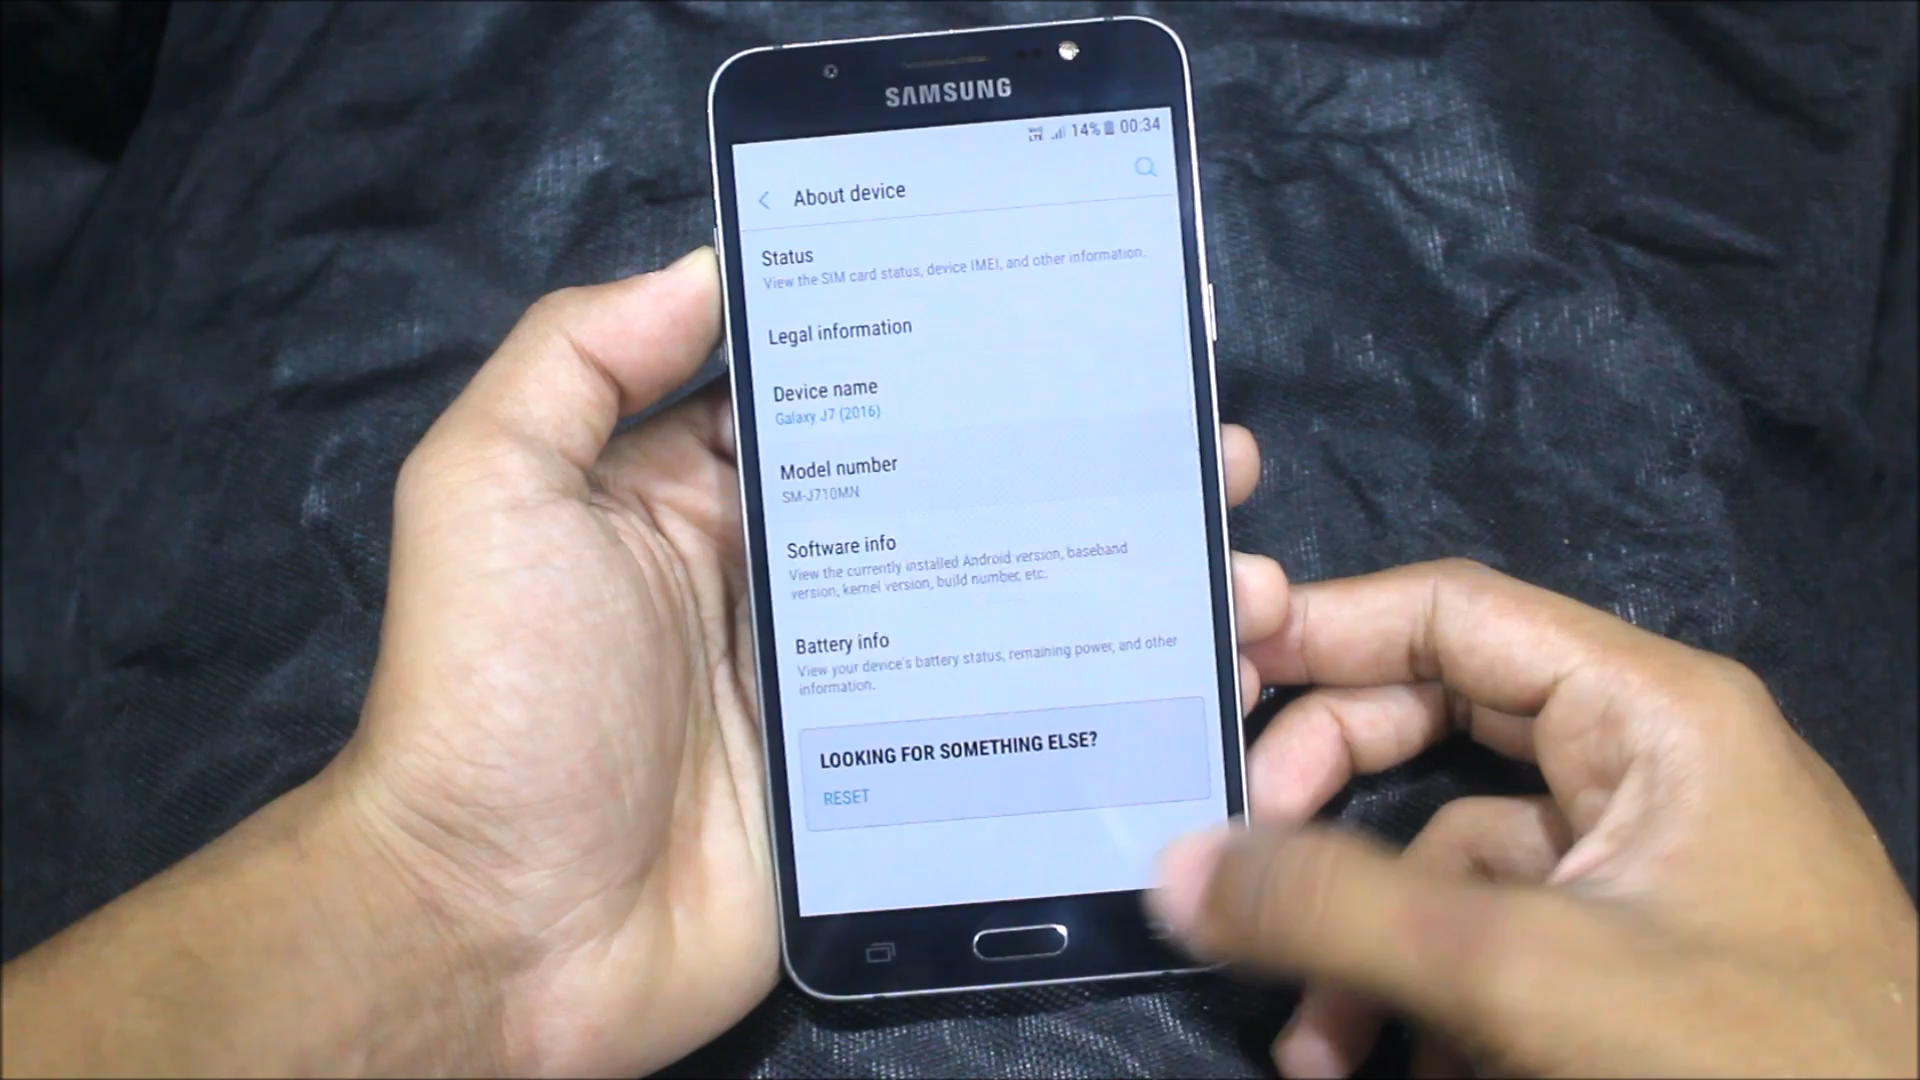 SAMSUNG
VoD LTE 14% 00:34
About device
Status
View the SIM card status, device IMEI, and other information.
Legal information
Device name
Galaxy J7 (2016)
Model number
SM-J710MN
Software info
View the currently installed Android version, baseband
version, kernel version, build number, etc.
Battery info
View your device's battery status, remaining power, and other
information.
LOOKING FOR SOMETHING ELSE?
RESET